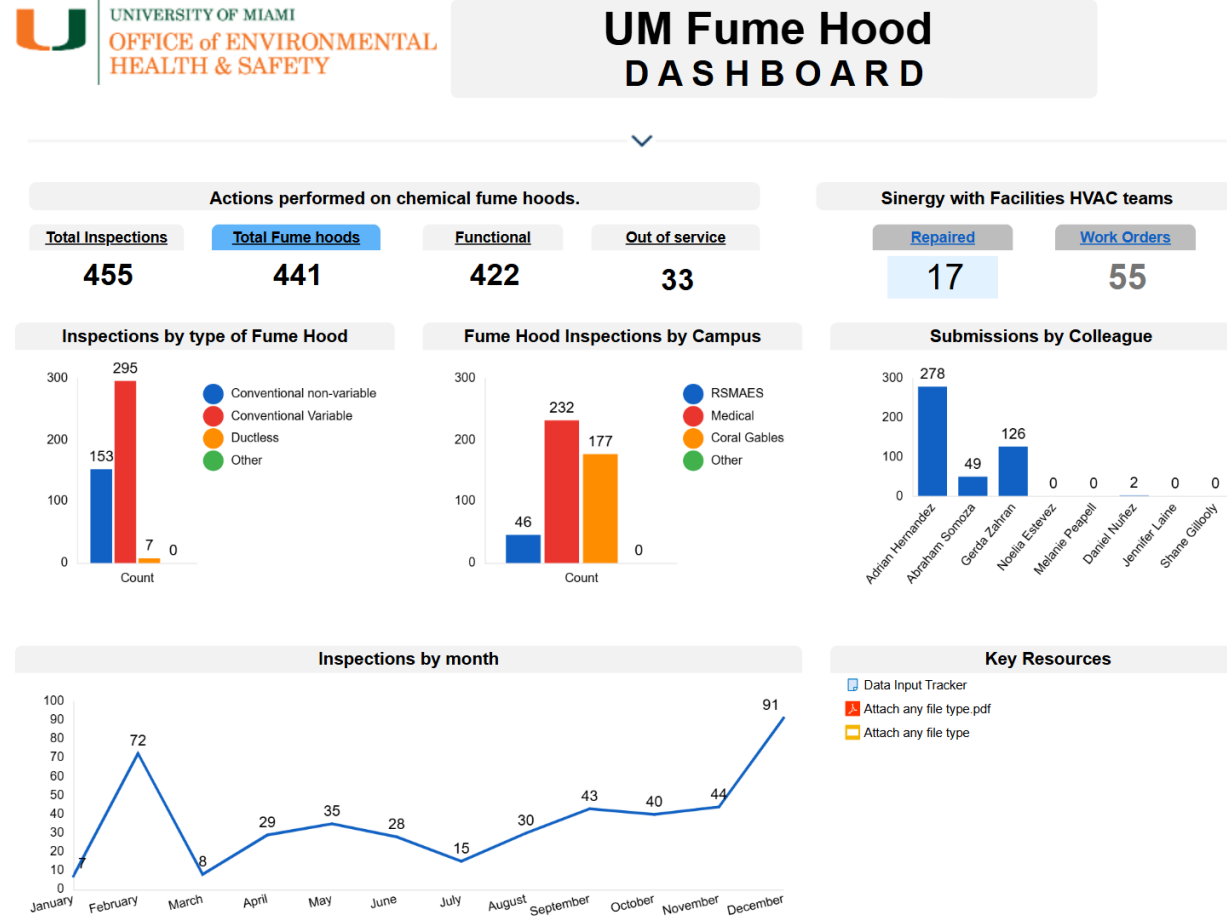 UNIVERSITY OF MIAMI
OFFICE of ENVIRONMENTAL
HEALTH & SAFETY
UM Fume Hood
DASHBOARD
Actions performed on chemical fume hoods.
Total Inspections
455
Total Fume hoods
441
Functional
422
Out of service
33
Sinergy with Facilities HVAC teams
Repaired
17
Work Orders
55
Inspections by type of Fume Hood
300
200
100
0
153
295
7
0
Count
Conventional non-variable
Conventional Variable
Ductless
Other
Fume Hood Inspections by Campus
300
200
100
0
46
232
177
0
Count
RSMAES
Medical
Coral Gables
Other
Submissions by Colleague
300
200
100
0
278
49
126
0
0
2
0
0
Adrian Hernandez
Abraham Somoza
Gerda Zahran
Noelia Estevez
Melanie Peapell
Daniel Nuñez
Jennifer Laine
Shane Gillooly
Inspections by month
100
90
80
70
60
50
40
30
20
10
0
7
72
8
29
35
28
15
30
43
40
44
91
January
February
March
April
May
June
July
August
September
October
November
December
Key Resources
Data Input Tracker
Attach any file type.pdf
Attach any file type